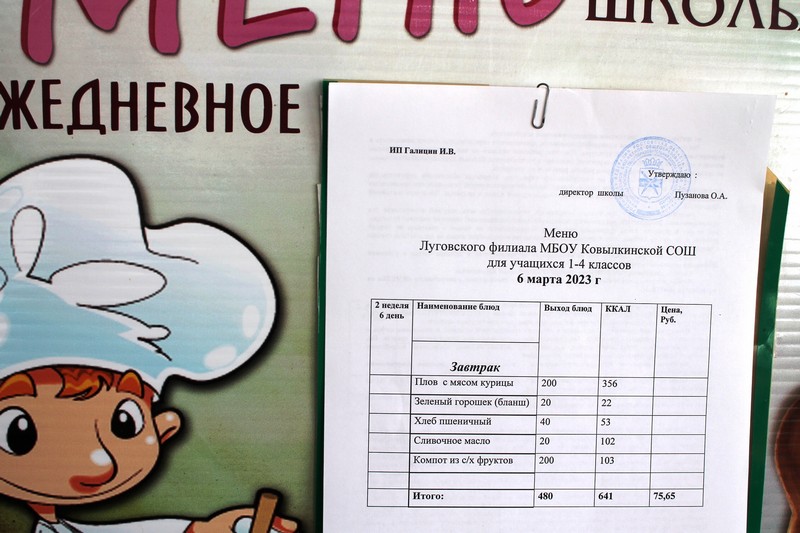 МЕНЮ
ЖЕДНЕВНОЕ
ИП Галицин И.В.
Утверждаю :
директор школы Пузанова О.А.
Меню
Луговского филиала МБОУ Ковылкинской СОШ
для учащихся 1-4 классов
6 марта 2023 г
2 неделя Наименование блюд Выход блюд ККАЛ Цена,
6 день Руб.
Завтрак
Плов с мясом курицы 200 356
Зеленый горошек (бланш) 20 22
Хлеб пшеничный 40 53
Сливочное масло 20 102
Компот из с/х фруктов 200 103
Итого: 480 641 75,65